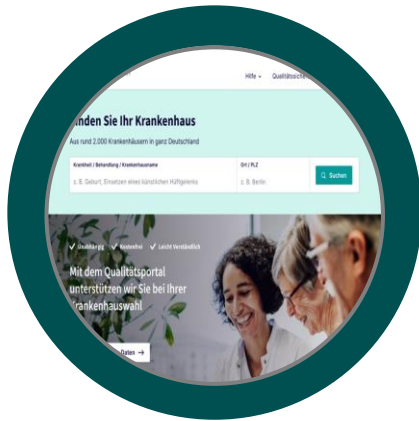 Hilfe
Finden Sie Ihr Krankenhaus
Aus rund 2.000 Krankenhäusern in ganz Deutschland
Krankheit / Behandlung / Krankenhausname
Ort / PLZ
z. B. Geburt, Einsetzen eines künstlichen Hüftgelenks
z. B. Berlin
Suchen
Unabhängig Kostenfrei Leicht Verständlich
Mit dem Qualitätsportal
unterstützen wir Sie bei Ihrer
Krankenhauswahl
Daten →